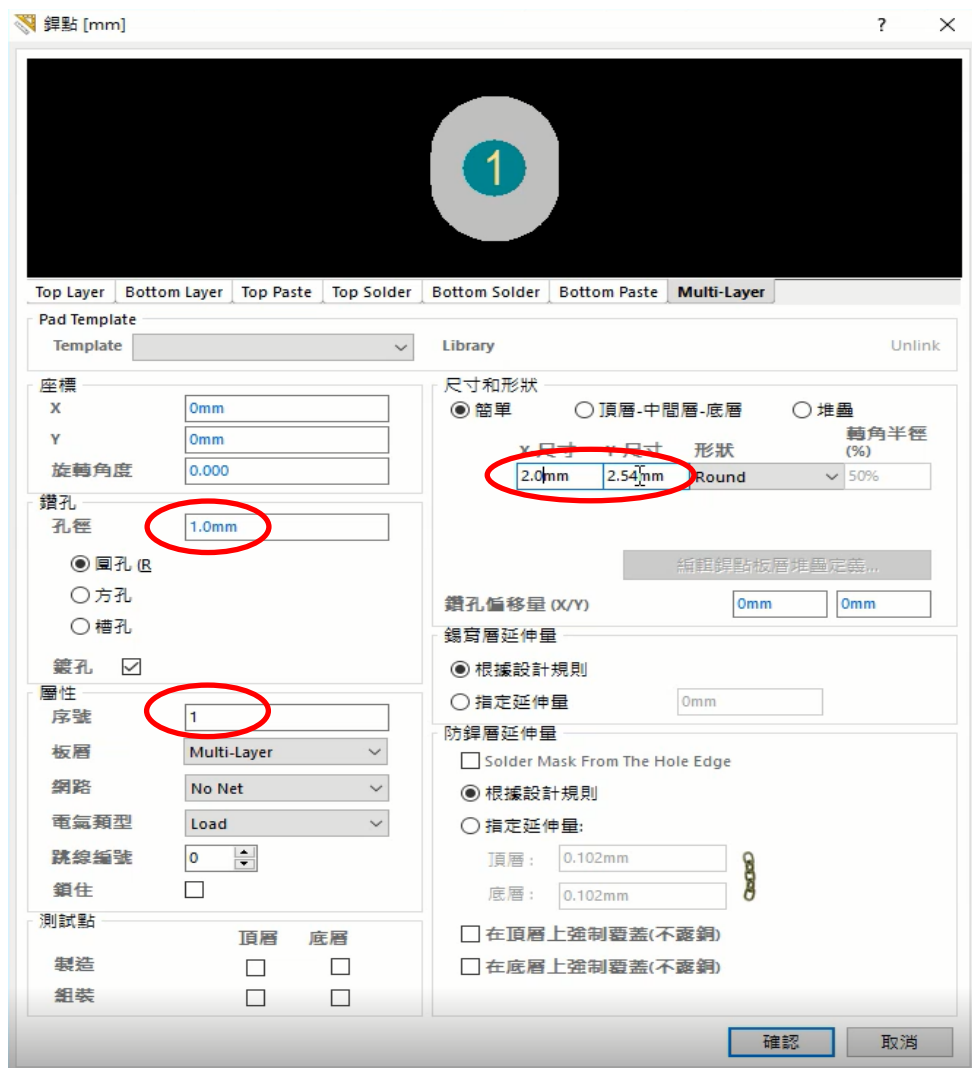 銲點 [mm]
?
1
Top Layer Bottom Layer Top Paste Top Solder Bottom Solder Bottom Paste Multi-Layer
Pad Template
Template
Library
Unlink
座標
X 0mm
Y 0mm
旋轉角度 0.000
鑽孔
孔徑 1.0mm
圓孔 (R
方孔
槽孔
鍍孔
屬性
序號 1
板層 Multi-Layer
網路 No Net
電氣類型 Load
跳線編號 0
鎖住
測試點
頂層 底層
製造
組裝
尺寸和形狀
簡單 頂層-中間層-底層 堆疊
X 尺寸 Y 尺寸 形狀 轉角半徑
(%)
2.0mm 2.54mm Round 50%
編輯銲點板層堆疊定義...
鑽孔偏移量 (X/Y) 0mm 0mm
錫膏層延伸量
根據設計規則
指定延伸量 0mm
防銲層延伸量
Solder Mask From The Hole Edge
根據設計規則
指定延伸量:
頂層 : 0.102mm
底層 : 0.102mm
在頂層上強制覆蓋(不露銅)
在底層上強制覆蓋(不露銅)
確認 取消